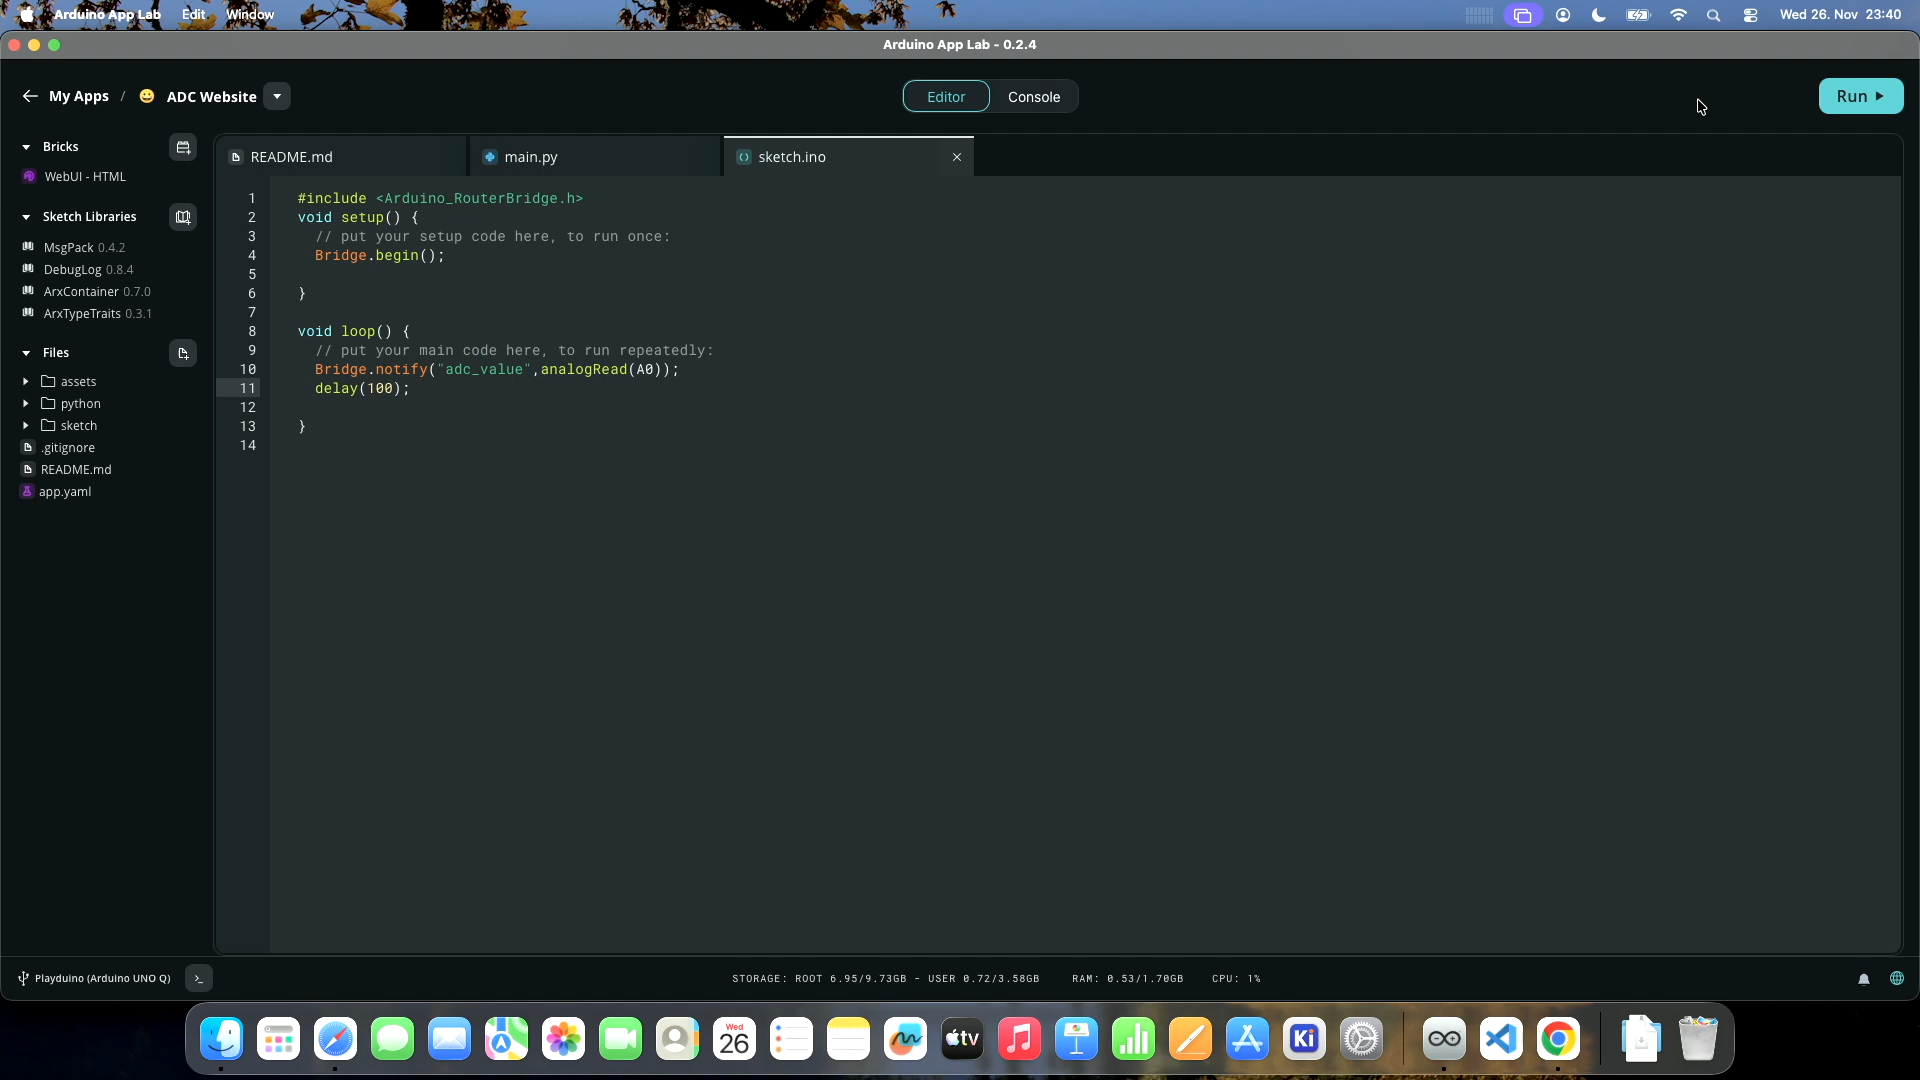 Arduino App Lab Edit Window Wed 26. Nov 23:40
Arduino App Lab - 0.2.4
My Apps / ADC Website
Editor Console
Run
Bricks
WebUI - HTML
Sketch Libraries
MsgPack 0.4.2
DebugLog 0.8.4
ArxContainer 0.7.0
ArxTypeTraits 0.3.1
Files
assets
python
sketch
.gitignore
README.md
app.yaml
README.md main.py sketch.ino
1 #include <Arduino_RouterBridge.h>
2 void setup() {
3 // put your setup code here, to run once:
4 Bridge.begin();
5
6 }
7
8 void loop() {
9 // put your main code here, to run repeatedly:
10 Bridge.notify("adc_value",analogRead(A0));
11 delay(100);
12
13 }
14
Playduino (Arduino UNO Q) >_ STORAGE: ROOT 6.95/9.73GB - USER 0.72/3.58GB RAM: 0.53/1.70GB CPU: 1%
Wed
26
tv
Ki